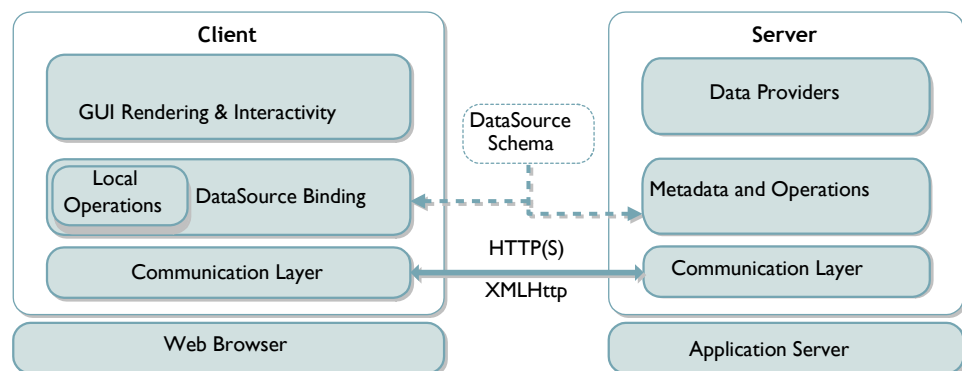 Client
GUI Rendering & Interactivity
Local
Operations
DataSource Binding
Communication Layer
Web Browser
DataSource
Schema
HTTP(S)
XMLHttp
Server
Data Providers
Metadata and Operations
Communication Layer
Application Server